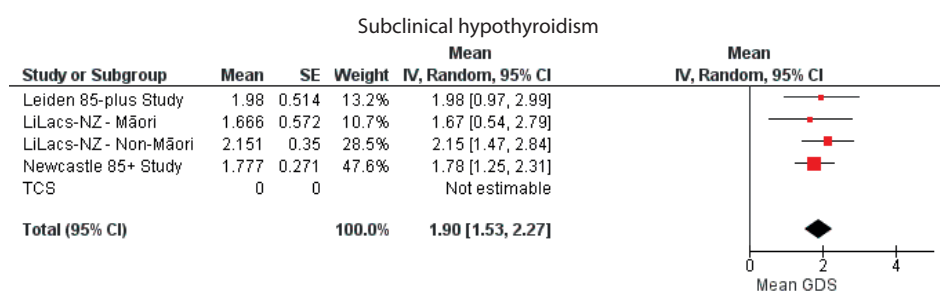 Subclinical hypothyroidism
Mean Mean
Study or Subgroup Mean SE Weight IV, Random, 95% CI IV, Random, 95% CI
Leiden 85-plus Study 1.98 0.514 13.2% 1.98 [0.97, 2.99]
LiLacs-NZ - Māori 1.666 0.572 10.7% 1.67 [0.54, 2.79]
LiLacs-NZ - Non-Māori 2.151 0.35 28.5% 2.15 [1.47, 2.84]
Newcastle 85+ Study 1.777 0.271 47.6% 1.78 [1.25, 2.31]
TCS 0 0 Not estimable
Total (95% CI) 100.0% 1.90 [1.53, 2.27]
0 2 4
Mean GDS